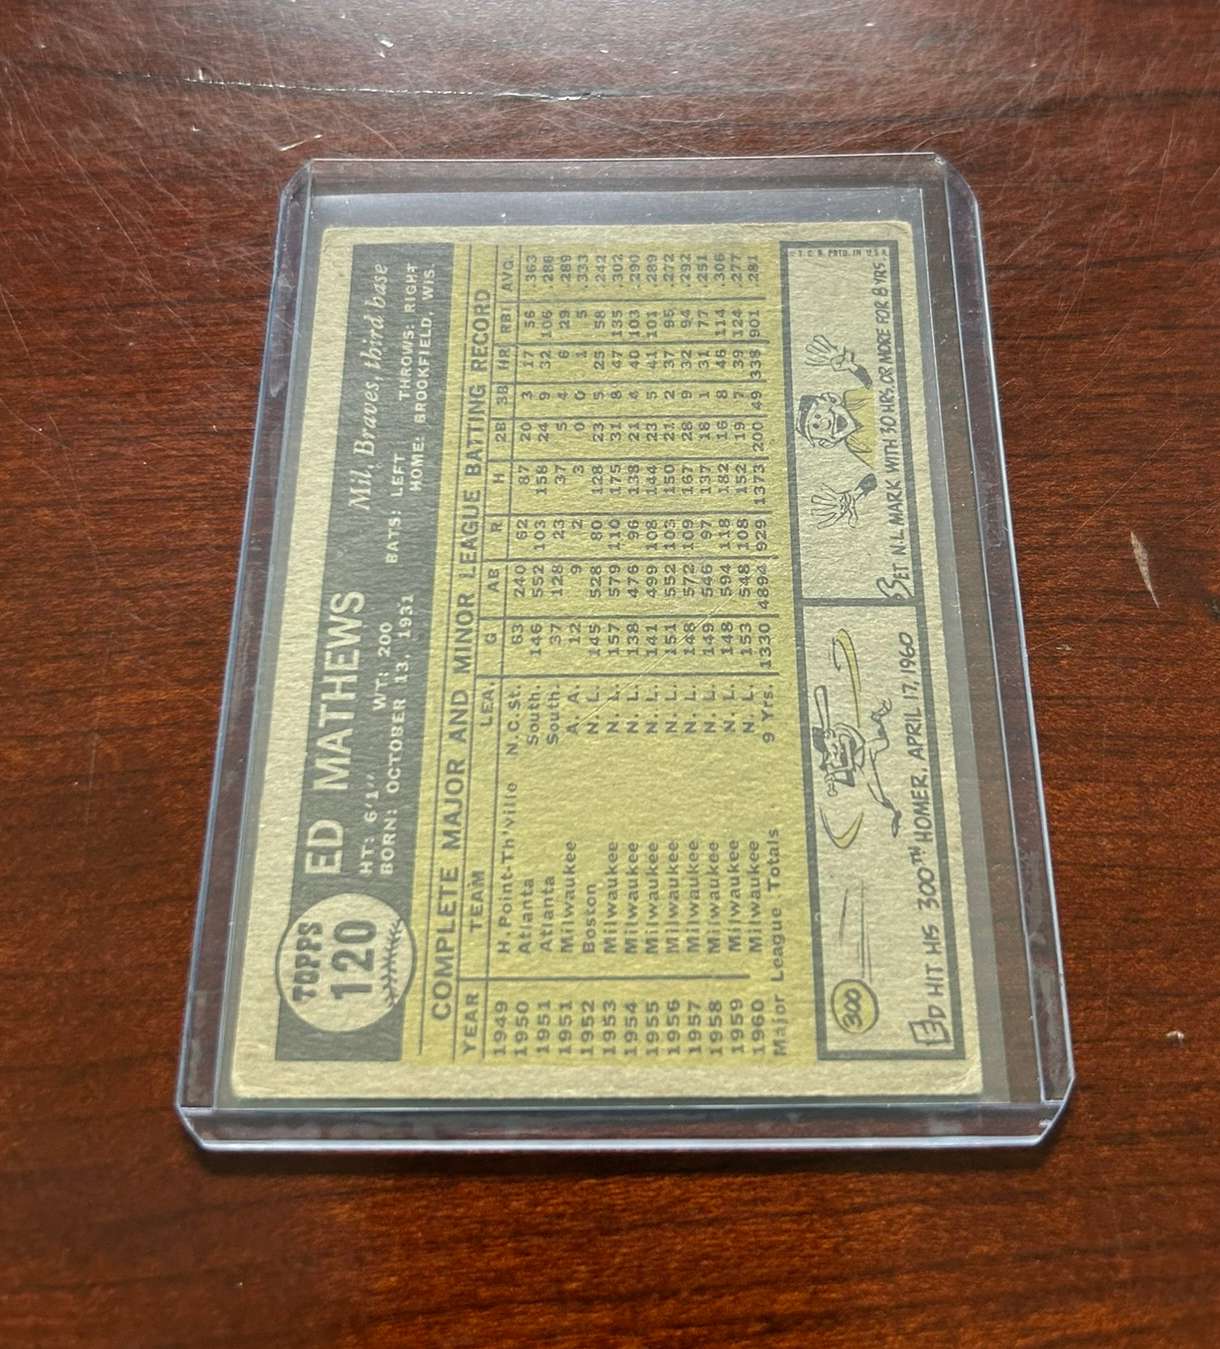 TOPPS
120
ED MATHEWS Mil. Braves, third base
HT: 6'1" WT: 200 BATS: LEFT THROWS: RIGHT
BORN: OCTOBER 13, 1931 HOME: BROOKFIELD, WIS.
COMPLETE MAJOR AND MINOR LEAGUE BATTING RECORD
YEAR TEAM LEA. G AB R H 2B 3B HR RBI AVG.
1949 H. Point-Th'ville N.C. St. 63 240 62 87 20 3 17 56 .363
1950 Atlanta South. 146 552 103 158 24 9 32 106 .286
1951 Atlanta South. 37 128 23 37 5 4 6 29 .289
1951 Milwaukee A. A. 12 9 2 3 0 0 1 5 .333
1952 Boston N. L. 145 528 80 128 23 5 25 58 .242
1953 Milwaukee N. L. 157 579 110 175 31 8 47 135 .302
1954 Milwaukee N. L. 138 476 96 138 21 4 40 103 .290
1955 Milwaukee N. L. 141 499 108 144 23 5 41 101 .289
1956 Milwaukee N. L. 151 552 103 150 21 2 37 95 .272
1957 Milwaukee N. L. 148 572 109 167 28 9 32 94 .292
1958 Milwaukee N. L. 149 546 97 137 18 1 31 77 .251
1959 Milwaukee N. L. 148 594 118 182 16 8 46 114 .306
1960 Milwaukee N. L. 153 548 108 152 19 7 39 124 .277
Major League Totals 9 Yrs. 1330 4894 929 1373 200 49 338 901 .281
300
ED HIT HIS 300TH HOMER, APRIL 17, 1960
SET N.L. MARK WITH 30 HRS. OR MORE FOR 8 YRS.
© T. C. G. PRTD. IN U.S.A.